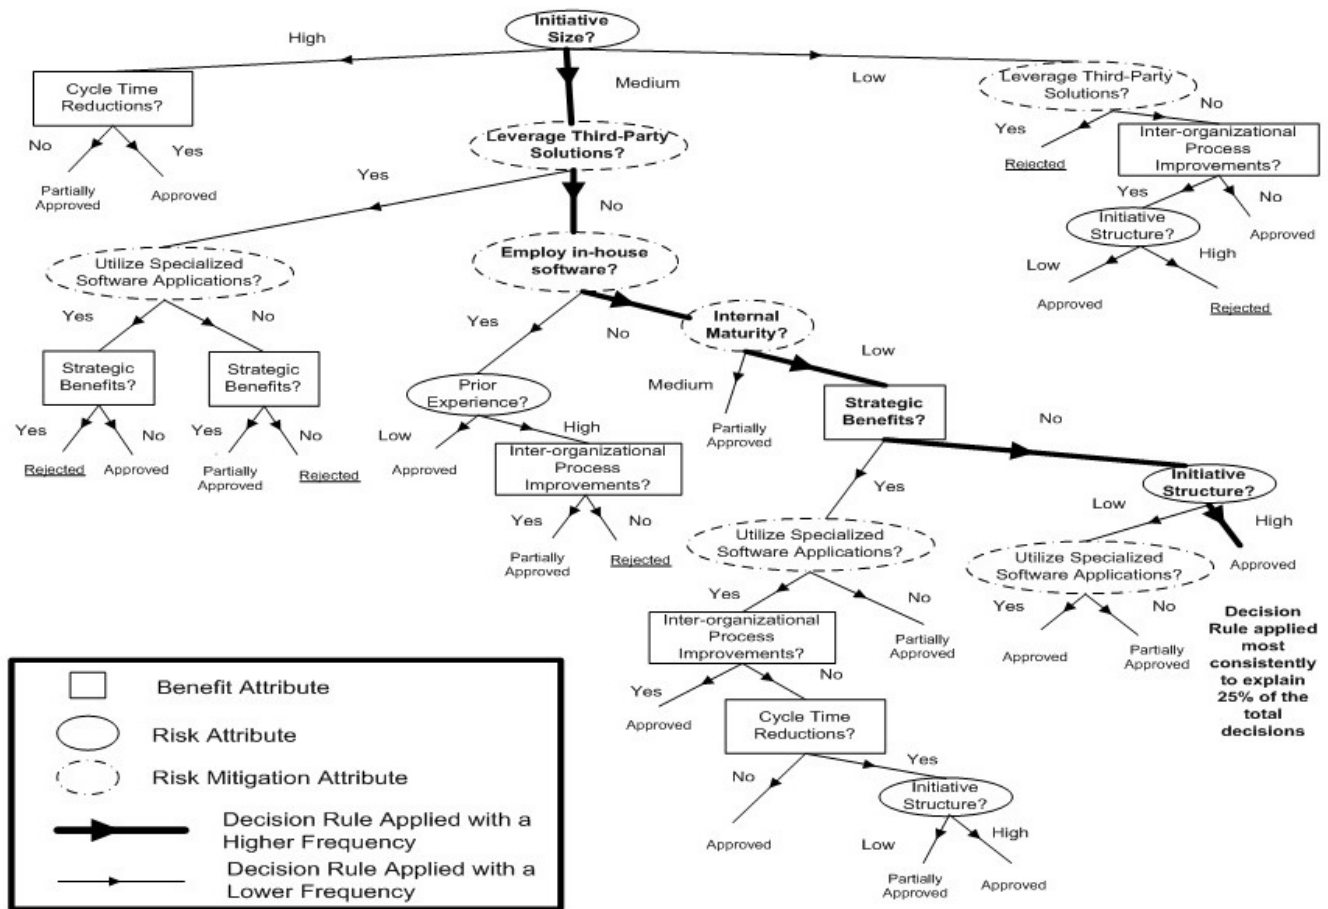 Initiative
Size?
High
Medium
Low
Cycle Time
Reductions?
No
Yes
Partially
Approved
Approved
Leverage Third-Party
Solutions?
Yes
No
Rejected
Inter-organizational
Process
Improvements?
Yes
No
Initiative
Structure?
Approved
Low
High
Approved
Rejected
Leverage Third-Party
Solutions?
Yes
No
Utilize Specialized
Software Applications?
Yes
No
Strategic
Benefits?
Strategic
Benefits?
Yes
No
Yes
No
Rejected
Approved
Partially
Approved
Rejected
Employ in-house
software?
Yes
No
Prior
Experience?
Low
High
Approved
Inter-organizational
Process
Improvements?
Yes
No
Partially
Approved
Rejected
Internal
Maturity?
Medium
Low
Partially
Approved
Strategic
Benefits?
Yes
No
Initiative
Structure?
Low
High
Approved
Utilize Specialized
Software Applications?
Yes
No
Approved
Partially
Approved
Decision
Rule applied
most
consistently
to explain
25% of the
total
decisions
Utilize Specialized
Software Applications?
Yes
No
Partially
Approved
Inter-organizational
Process
Improvements?
Yes
No
Approved
Cycle Time
Reductions?
No
Yes
Approved
Initiative
Structure?
Low
High
Partially
Approved
Approved
Benefit Attribute
Risk Attribute
Risk Mitigation Attribute
Decision Rule Applied with a
Higher Frequency
Decision Rule Applied with a
Lower Frequency